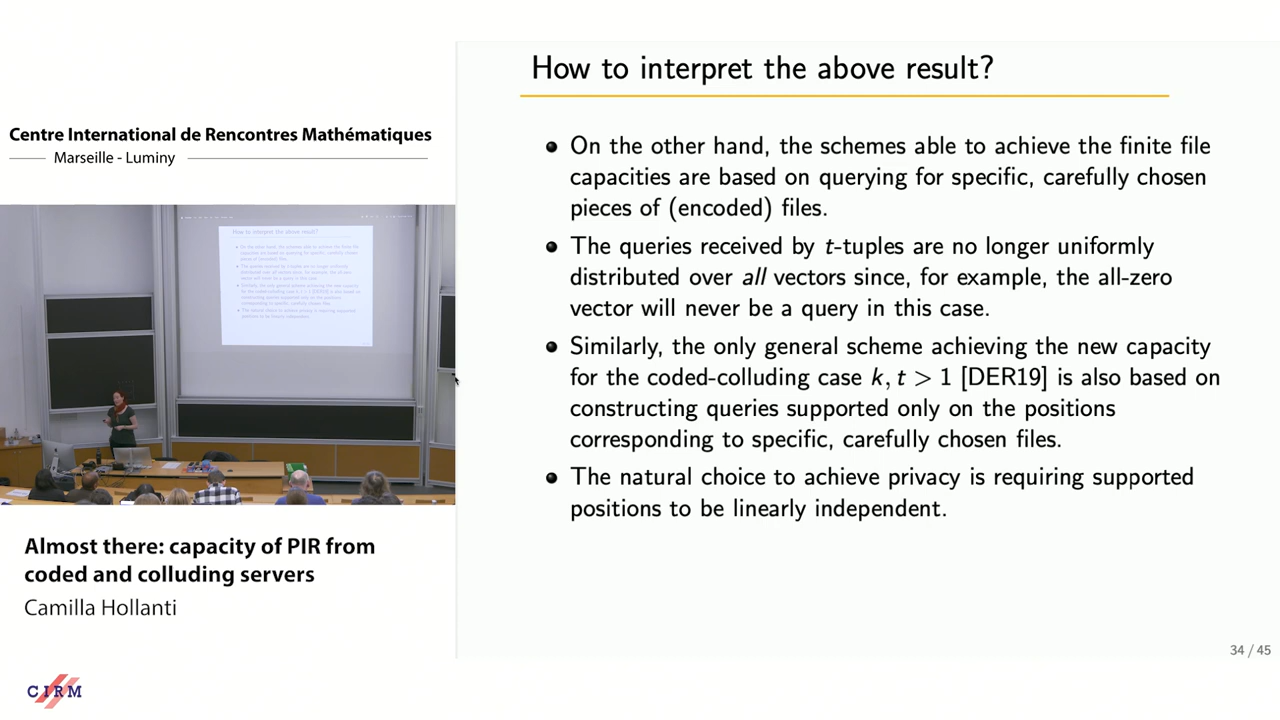 Centre International de Rencontres Mathématiques
Marseille - Luminy
How to interpret the above result?
• On the other hand, the schemes able to achieve the finite file
capacities are based on querying for specific, carefully chosen
pieces of (encoded) files.
• The queries received by t-tuples are no longer uniformly
distributed over all vectors since, for example, the all-zero
vector will never be a query in this case.
• Similarly, the only general scheme achieving the new capacity
for the coded-colluding case k, t > 1 [DER19] is also based on
constructing queries supported only on the positions
corresponding to specific, carefully chosen files.
• The natural choice to achieve privacy is requiring supported
positions to be linearly independent.
Almost there: capacity of PIR from
coded and colluding servers
Camilla Hollanti
34 / 45
CIRM